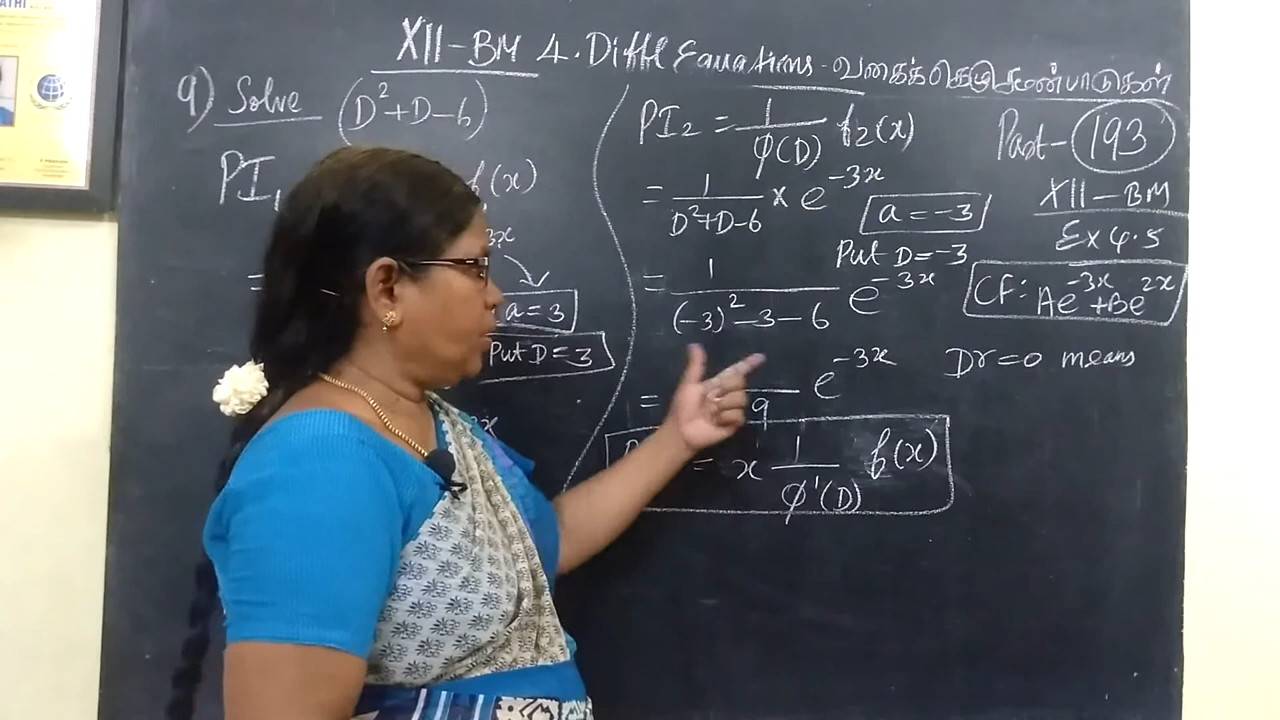 XII-BM 4. Diffl Equations - வகைக்கெழு சமன்பாடுகள்
9) Solve (D²+D-6)
PI₁ f(x)
3x
=
a=3
Put D=3
3x
PI₂ = 1/φ(D) f₂(x)
= 1/(D²+D-6) × e^(-3x)
a = -3
Put D = -3
= 1/((-3)²-3-6) e^(-3x)
= 9 e^(-3x)
= x 1/φ'(D) f(x)
Part - 193
XII-BM
Ex 4.5
CF: Ae^(-3x) + Be^(2x)
Dr=0 means